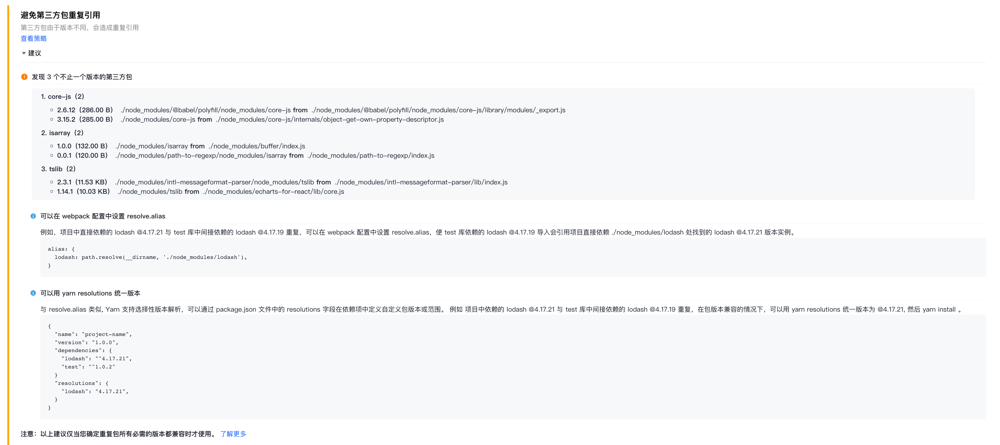 避免第三方包重复引用
第三方包由于版本不同，会造成重复引用
查看策略
建议
发现 3 个不止一个版本的第三方包
1. core-js（2）
2.6.12（286.00 B） ./node_modules/@babel/polyfill/node_modules/core-js from ./node_modules/@babel/polyfill/node_modules/core-js/library/modules/_export.js
3.15.2（285.00 B） ./node_modules/core-js from ./node_modules/core-js/internals/object-get-own-property-descriptor.js
2. isarray（2）
1.0.0（132.00 B） ./node_modules/isarray from ./node_modules/buffer/index.js
0.0.1（120.00 B） ./node_modules/path-to-regexp/node_modules/isarray from ./node_modules/path-to-regexp/index.js
3. tslib（2）
2.3.1（11.53 KB） ./node_modules/intl-messageformat-parser/node_modules/tslib from ./node_modules/intl-messageformat-parser/lib/index.js
1.14.1（10.03 KB） ./node_modules/tslib from ./node_modules/echarts-for-react/lib/core.js
可以在 webpack 配置中设置 resolve.alias
例如，项目中直接依赖的 lodash @4.17.21 与 test 库中间接依赖的 lodash @4.17.19 重复，可以在 webpack 配置中设置 resolve.alias，使 test 库依赖的 lodash @4.17.19 导入会引用项目直接依赖 ./node_modules/lodash 处找到的 lodash @4.17.21 版本实例。
alias: {
  lodash: path.resolve(__dirname, './node_modules/lodash'),
}
可以用 yarn resolutions 统一版本
与 resolve.alias 类似, Yarn 支持选择性版本解析，可以通过 package.json 文件中的 resolutions 字段在依赖项中定义自定义包版本或范围。 例如 项目中依赖的 lodash @4.17.21 与 test 库中间接依赖的 lodash @4.17.19 重复，在包版本兼容的情况下，可以用 yarn resolutions 统一版本为 @4.17.21, 然后 yarn install 。
{
  "name": "project-name",
  "version": "1.0.0",
  "dependencies": {
    "lodash": "^4.17.21",
    "test": "^1.0.2"
  }
  "resolutions": {
    "lodash": "4.17.21",
  }
}
注意：以上建议仅当您确定重复包所有必需的版本都兼容时才使用。 了解更多